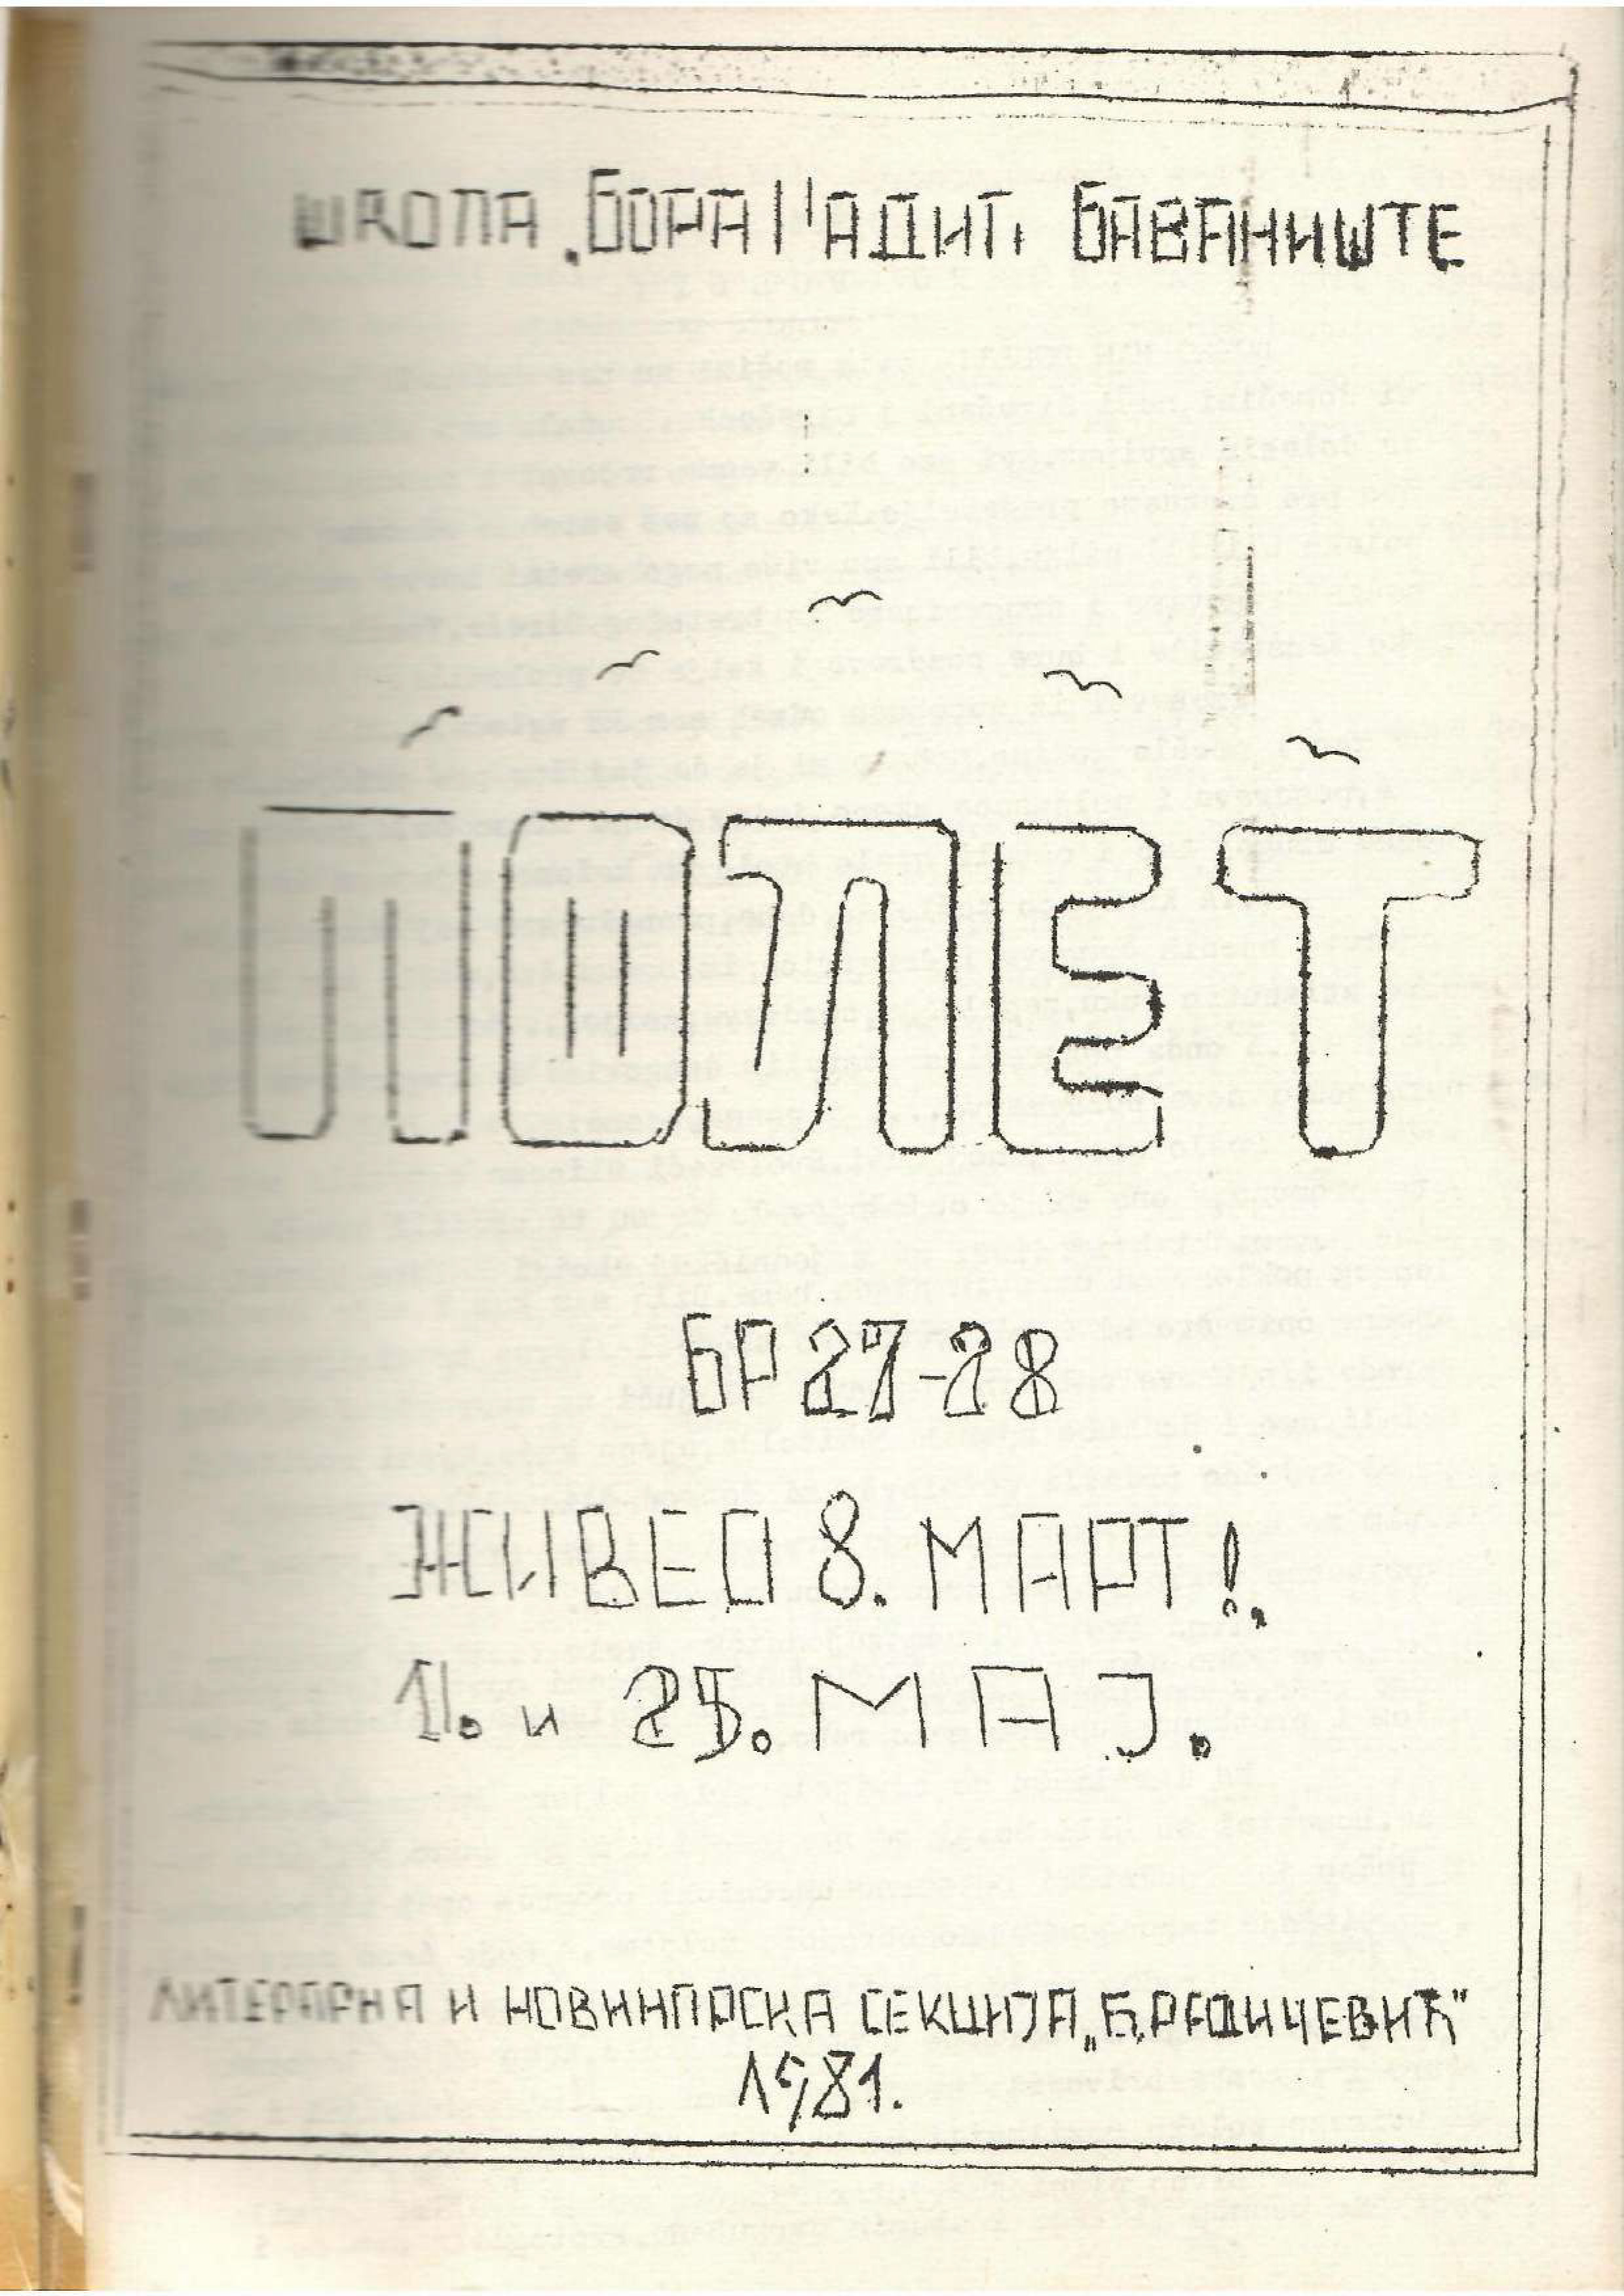 ШКОЛА „БОРА РАДИЋ" БАВАНИШТЕ
ПОЛЕТ
БР 27-28
ЖИВЕО 8. МАРТ!
1. и 25. МАЈ.
ЛИТЕРАРНА И НОВИНАРСКА СЕКЦИЈА „Б. РАДИЧЕВИЋ"
1981.